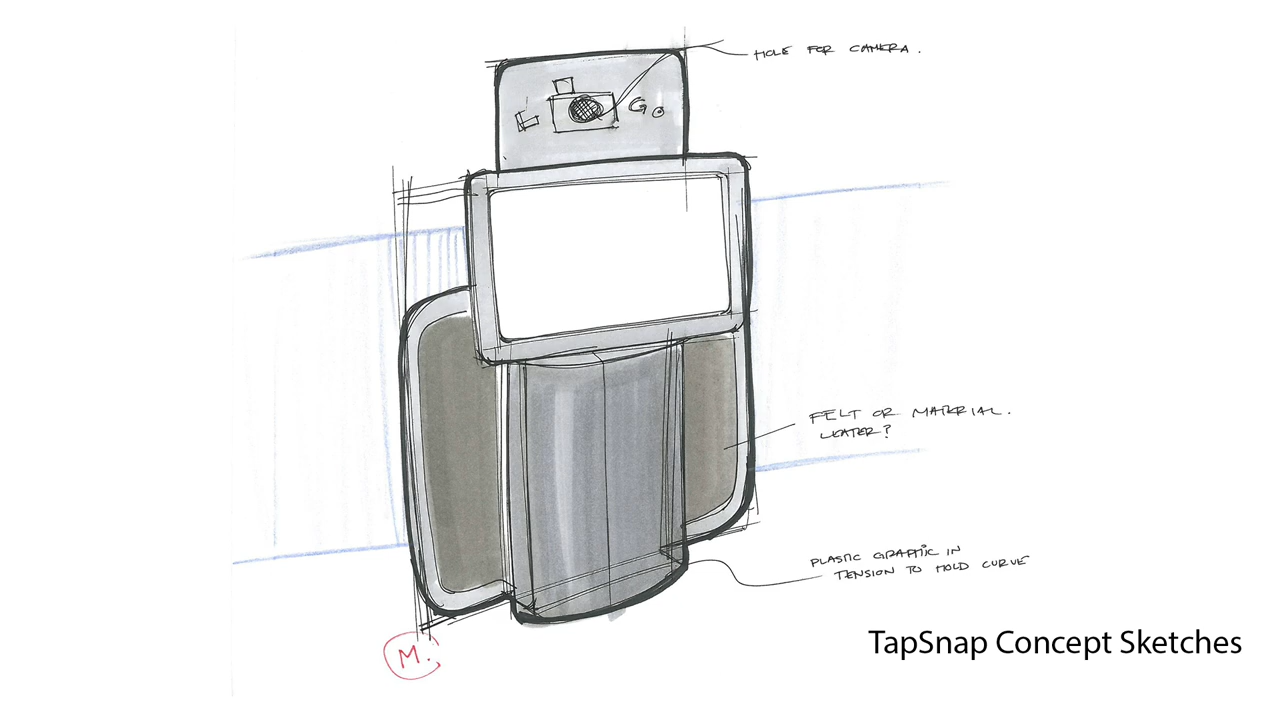 HOLE FOR CAMERA.
Go
FELT OR MATERIAL.
LEATER?
PLASTIC GRAPHIC IN
TENSION TO HOLD CURVE
M.
TapSnap Concept Sketches